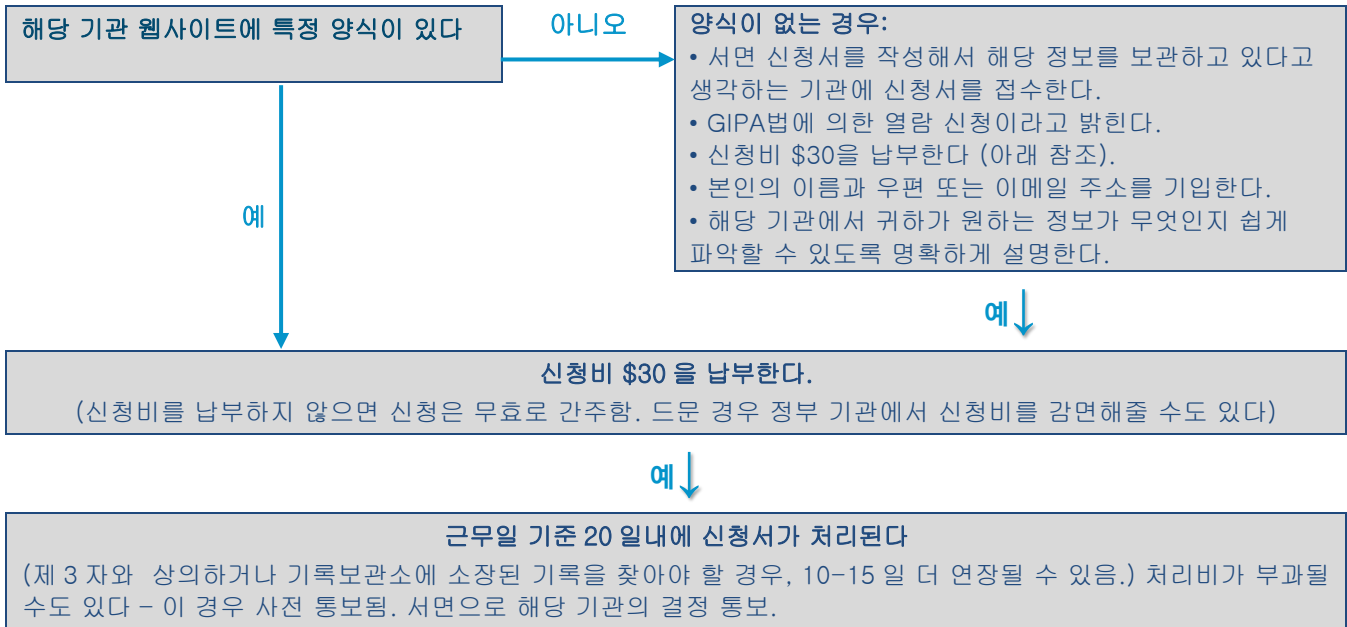 해당 기관 웹사이트에 특정 양식이 있다
아니오
양식이 없는 경우:
• 서면 신청서를 작성해서 해당 정보를 보관하고 있다고
생각하는 기관에 신청서를 접수한다.
• GIPA법에 의한 열람 신청이라고 밝힌다.
• 신청비 $30을 납부한다 (아래 참조).
• 본인의 이름과 우편 또는 이메일 주소를 기입한다.
• 해당 기관에서 귀하가 원하는 정보가 무엇인지 쉽게
파악할 수 있도록 명확하게 설명한다.
예
예
신청비 $30 을 납부한다.
(신청비를 납부하지 않으면 신청은 무효로 간주함. 드문 경우 정부 기관에서 신청비를 감면해줄 수도 있다)
예
근무일 기준 20 일내에 신청서가 처리된다
(제 3 자와 상의하거나 기록보관소에 소장된 기록을 찾아야 할 경우, 10-15 일 더 연장될 수 있음.) 처리비가 부과될
수도 있다 – 이 경우 사전 통보됨. 서면으로 해당 기관의 결정 통보.